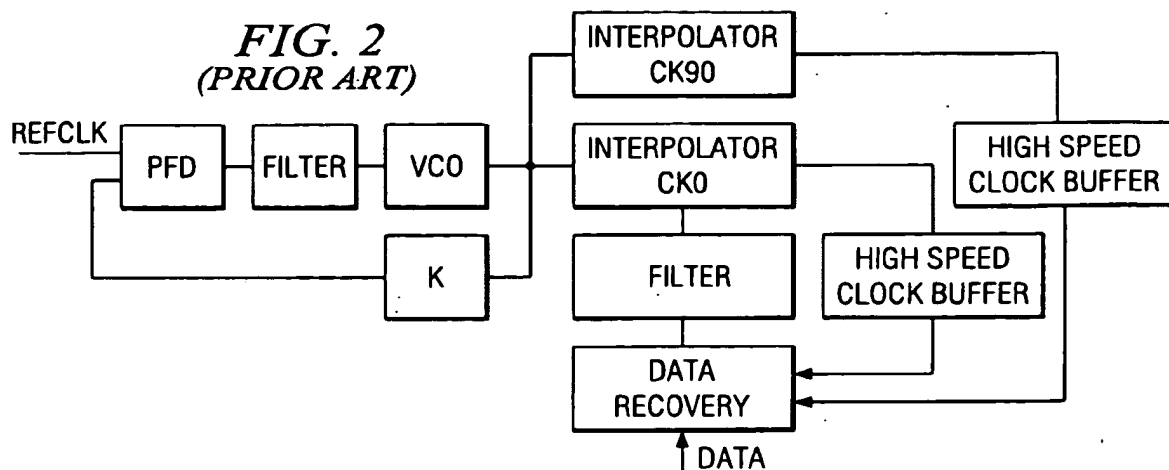 FIG. 2
(PRIOR ART)
INTERPOLATOR
CK90
REFCLK
PFD
FILTER
VCO
INTERPOLATOR
CK0
HIGH SPEED
CLOCK BUFFER
K
FILTER
HIGH SPEED
CLOCK BUFFER
DATA
RECOVERY
DATA